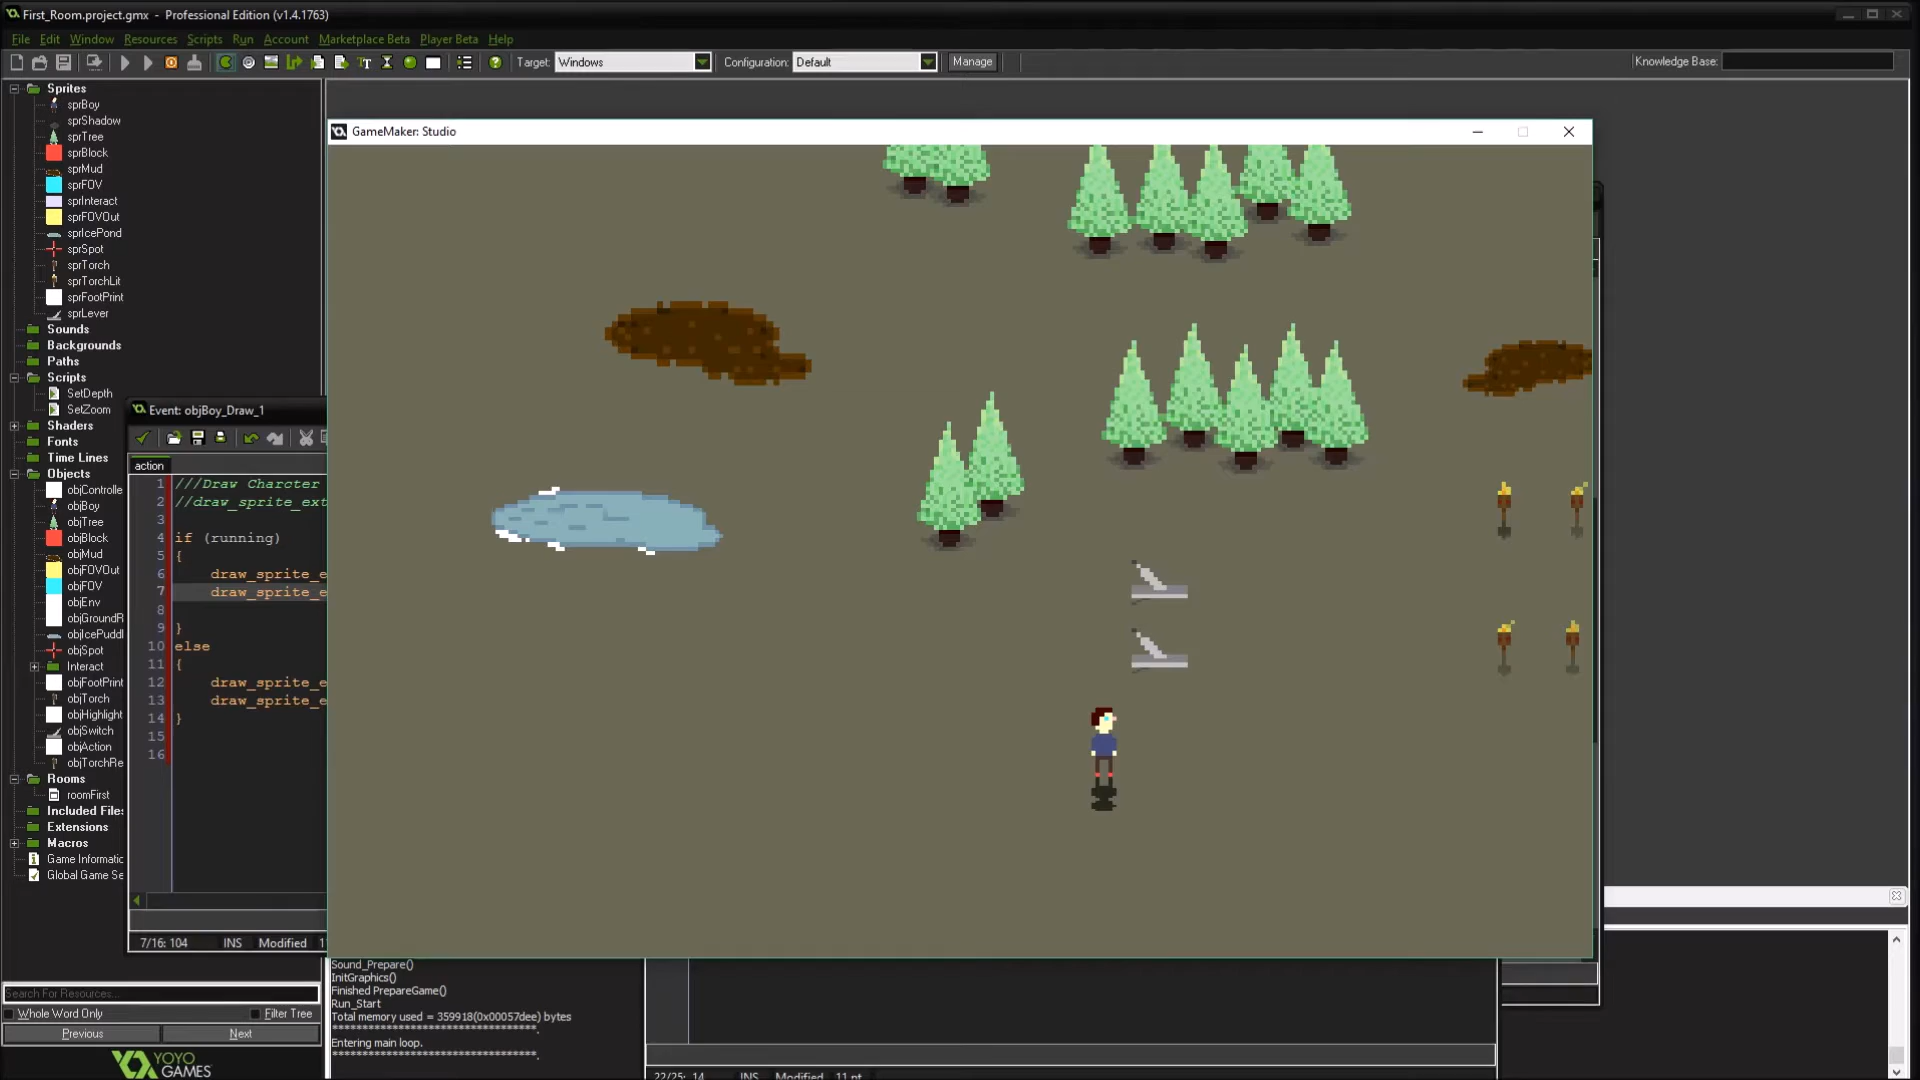 First_Room.project.gmx - Professional Edition (v1.4.1763)
File Edit Window Resources Scripts Run Account Marketplace Beta Player Beta Help
Target: Windows Configuration: Default Manage Knowledge Base:
Sprites
sprBoy
sprShadow
sprTree
sprBlock
sprMud
sprFOV
sprInteract
sprFOVOut
sprIcePond
sprSpot
sprTorch
sprTorchLit
sprFootPrint
sprLever
Sounds
Backgrounds
Paths
Scripts
SetDepth
SetZoom
Shaders
Fonts
Time Lines
Objects
objControlle
objBoy
objTree
objBlock
objMud
objFOVOut
objFOV
objEnv
objGroundR
objIcePuddl
objSpot
Interact
objFootPrint
objTorch
objHighlight
objSwitch
objAction
objTorchRe
Rooms
roomFirst
Included Files
Extensions
Macros
Game Informatic
Global Game Se
Search For Resources...
Whole Word Only Filter Tree
Previous Next
YOYO
GAMES
Event: objBoy_Draw_1
action
1 ///Draw Charcter
2 //draw_sprite_ext
3
4 if (running)
5 {
6 draw_sprite_e
7 draw_sprite_e
8
9 }
10 else
11 {
12 draw_sprite_e
13 draw_sprite_e
14 }
15
16
7/16: 104 INS Modified 1
GameMaker: Studio
Sound_Prepare()
InitGraphics()
Finished PrepareGame()
Run_Start
Total memory used = 359918(0x00057dee) bytes
***********************************.
Entering main loop.
***********************************.
22/25: 14 INS Modified 11 pt